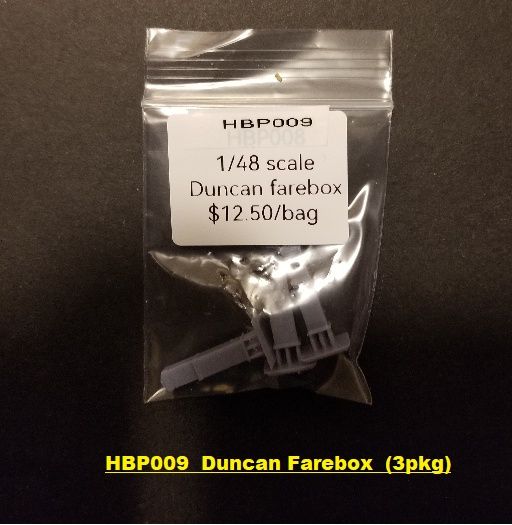 HBP009
HBP008
1/48 scale
Duncan farebox
$12.50/bag
HBP009 Duncan Farebox (3pkg)